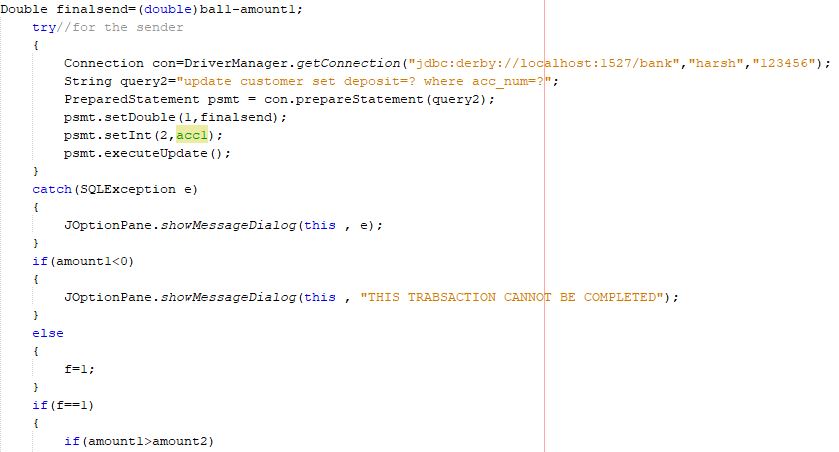 Double finalsend=(double)bal1-amount1;
try//for the sender
{
Connection con=DriverManager.getConnection("jdbc:derby://localhost:1527/bank","harsh","123456");
String query2="update customer set deposit=? where acc_num=?";
PreparedStatement psmt = con.prepareStatement(query2);
psmt.setDouble(1,finalsend);
psmt.setInt(2,acc1);
psmt.executeUpdate();
}
catch(SQLException e)
{
JOptionPane.showMessageDialog(this , e);
}
if(amount1<0)
{
JOptionPane.showMessageDialog(this , "THIS TRABSACTION CANNOT BE COMPLETED");
}
else
{
f=1;
}
if(f==1)
{
if(amount1>amount2)